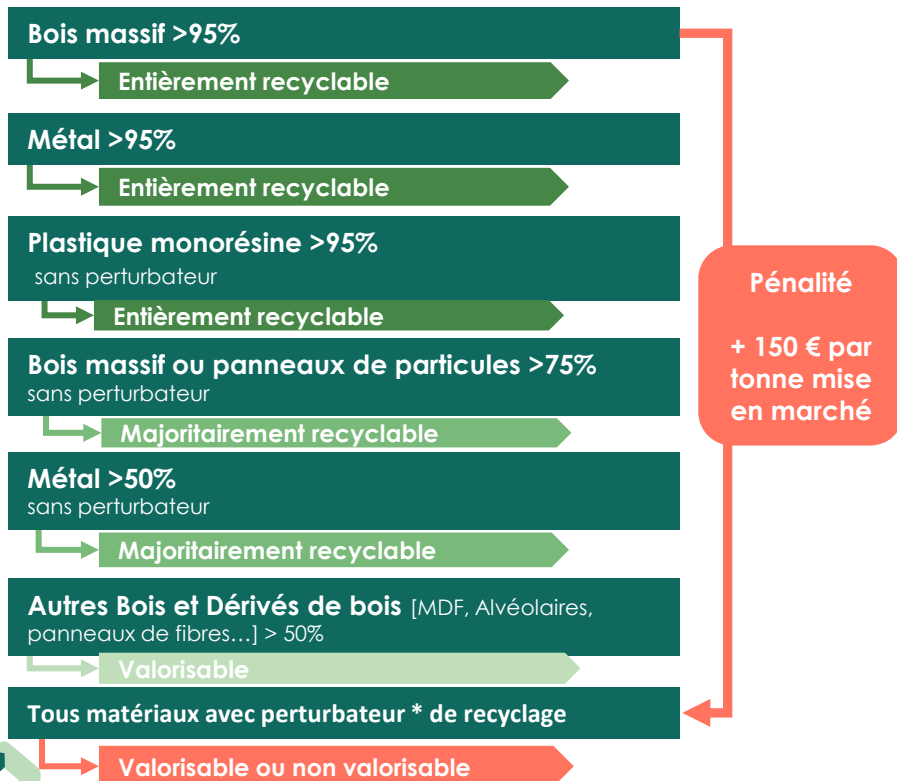 Bois massif >95%
Entièrement recyclable
Métal >95%
Entièrement recyclable
Plastique monorésine >95%
sans perturbateur
Entièrement recyclable
Bois massif ou panneaux de particules >75%
sans perturbateur
Majoritairement recyclable
Métal >50%
sans perturbateur
Majoritairement recyclable
Autres Bois et Dérivés de bois [MDF, Alvéolaires,
panneaux de fibres…] > 50%
Valorisable
Tous matériaux avec perturbateur * de recyclage
Valorisable ou non valorisable
Pénalité
+ 150 € par
tonne mise
en marché